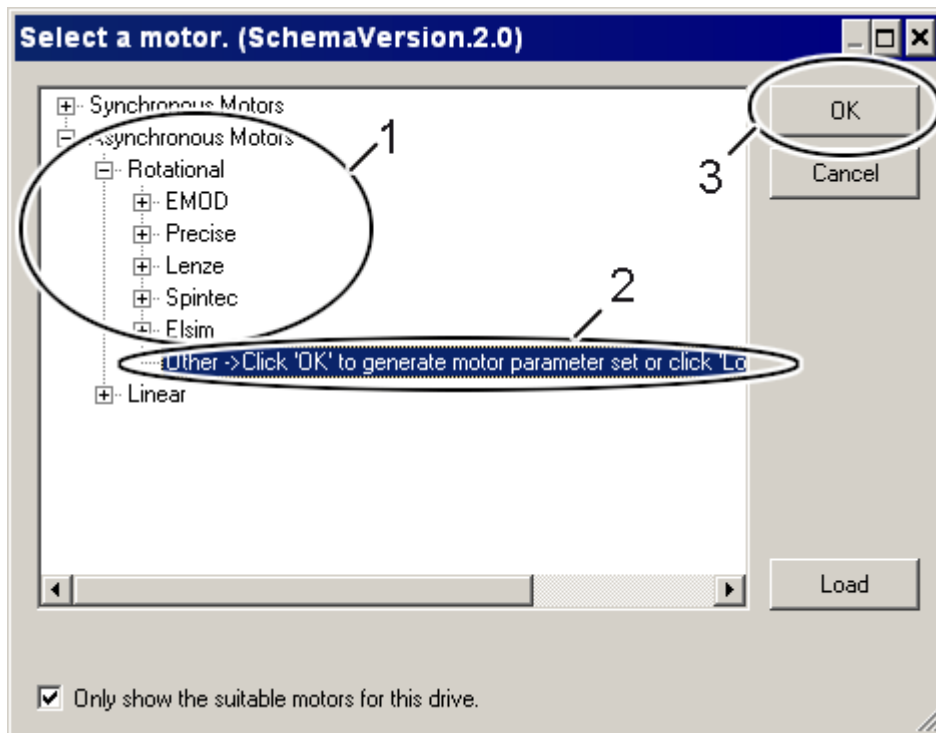 Select a motor. (SchemaVersion.2.0)
Synchronous Motors
Asynchronous Motors
Rotational
EMOD
Precise
Lenze
Spintec
Elsim
Other ->Click 'OK' to generate motor parameter set or click 'Lo
Linear
1
2
3
OK
Cancel
Load
Only show the suitable motors for this drive.